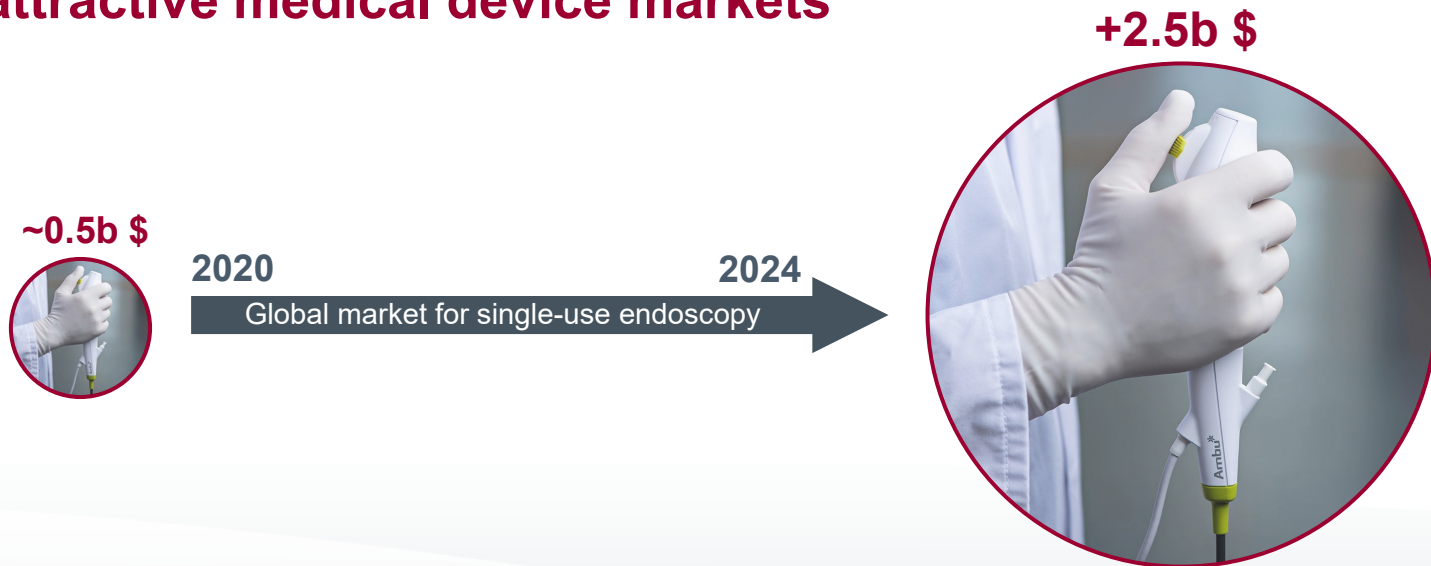 attractive medical device markets
+2.5b $
~0.5b $
2020
2024
Global market for single-use endoscopy
Ambu*